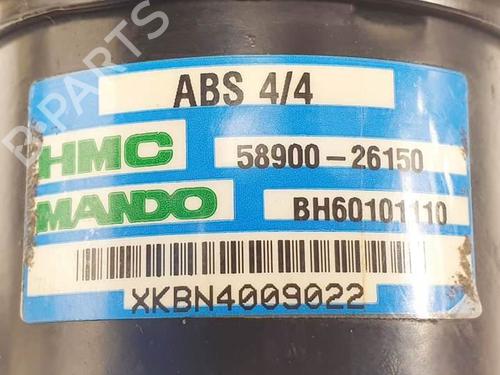 B.PARTS
ABS 4/4
HMC 58900-26150
MANDO BH60101110
XKBN4009022